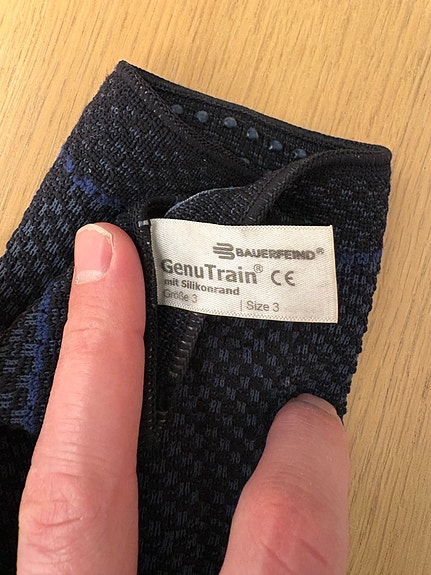 BAUERFEIND®
GenuTrain® CE
mit Silikonrand
Größe 3 | Size 3